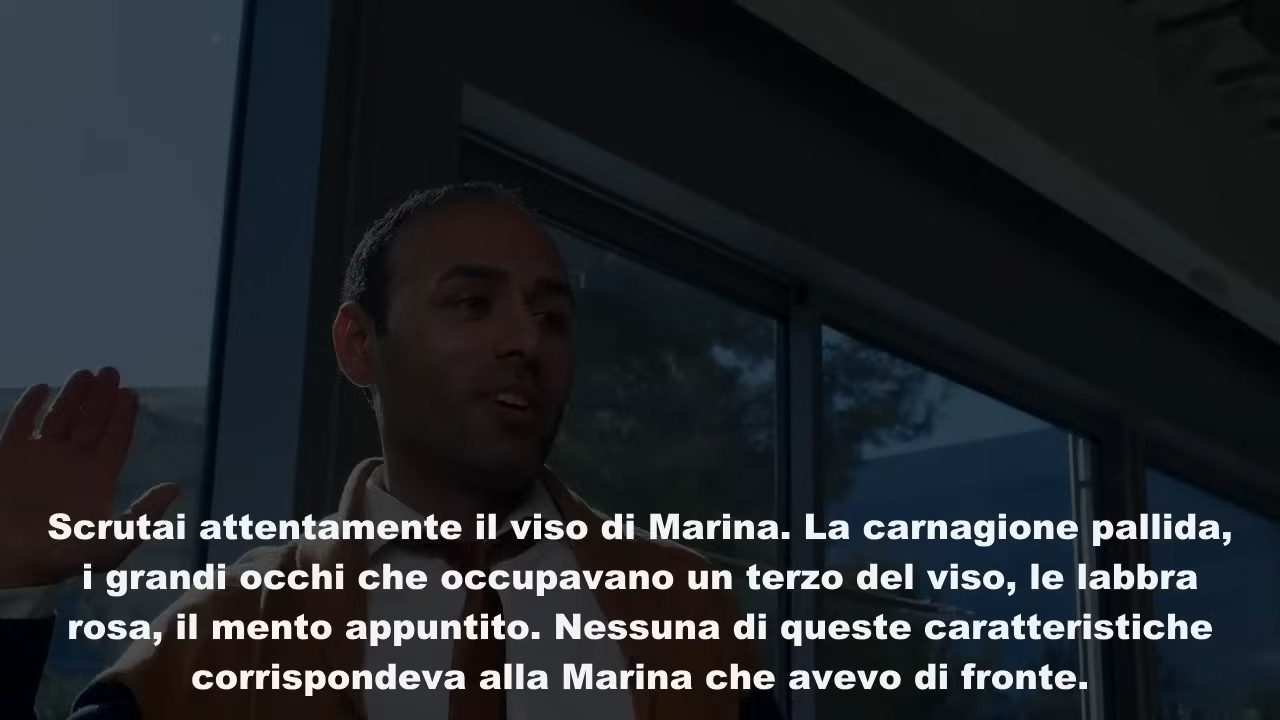 Scrutai attentamente il viso di Marina. La carnagione pallida,
i grandi occhi che occupavano un terzo del viso, le labbra
rosa, il mento appuntito. Nessuna di queste caratteristiche
corrispondeva alla Marina che avevo di fronte.